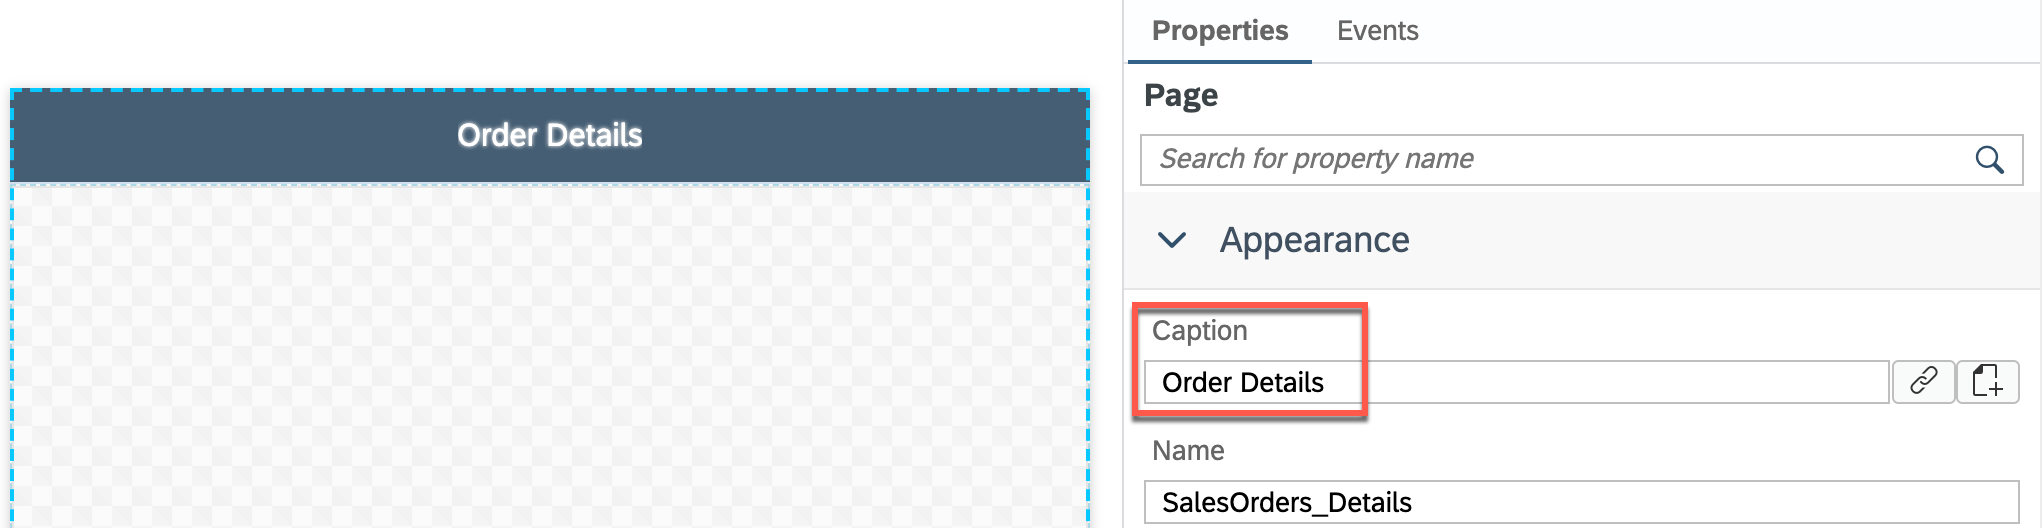 Order Details
Properties Events
Page
Search for property name
Appearance
Caption
Order Details
Name
SalesOrders_Details